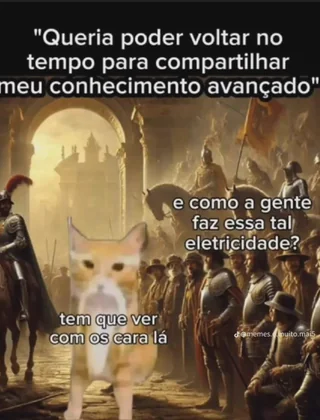 "Queria poder voltar no
tempo para compartilhar
meu conhecimento avançado"
e como a gente
faz essa tal
eletricidade?
tem que ver
com os cara lá